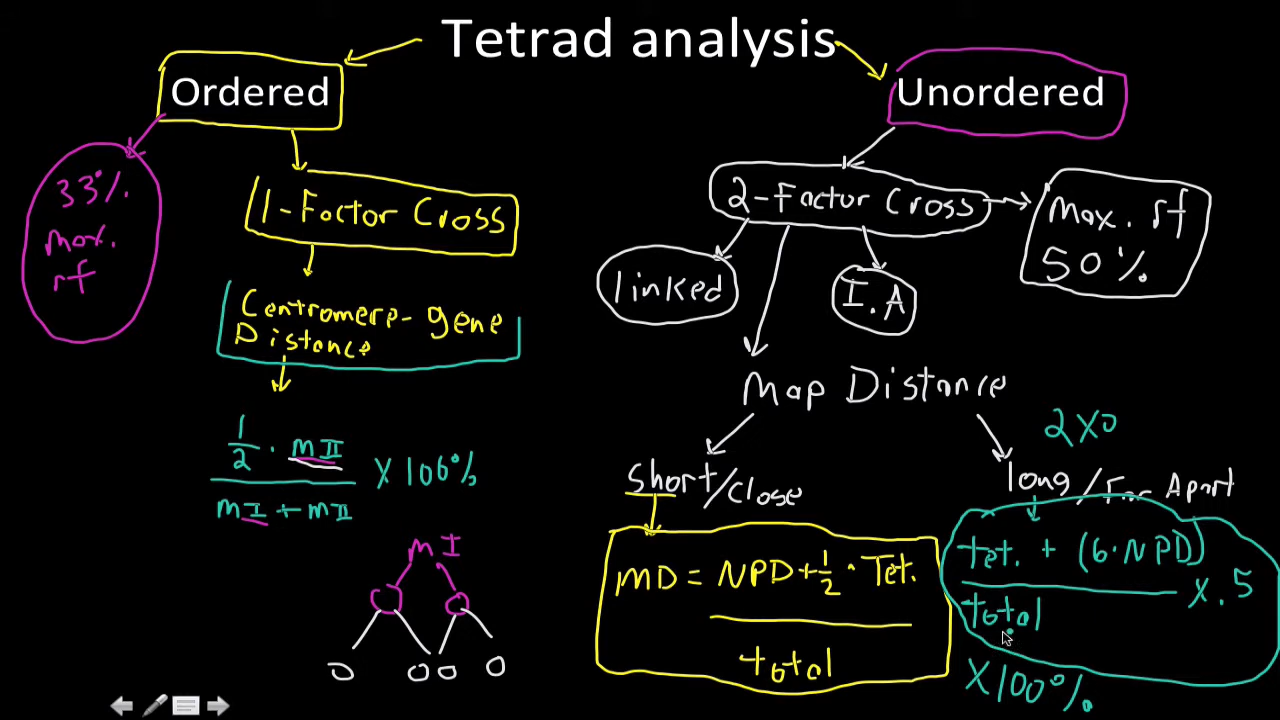 Tetrad analysis
Ordered
33%
max.
rf
1-Factor Cross
Centromere-gene
Distance
1/2 · MII
MI + MII
X 100%
MI
Unordered
2-Factor Cross
Max. rf
50%
linked
I.A
Map Distance
short/close
MD = NPD + 1/2 · Tet.
total
2X0
long/Far Apart
tet. + (6·NPD)
total
X .5
X100%